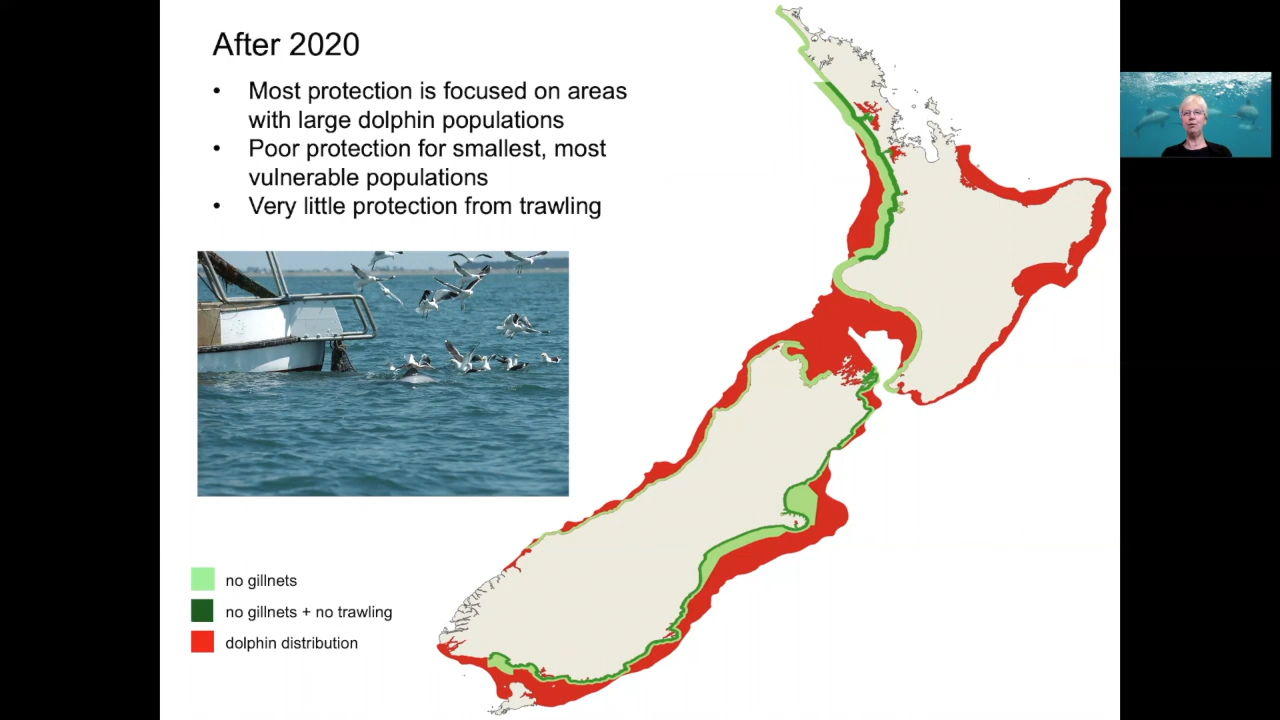 After 2020
• Most protection is focused on areas
with large dolphin populations
• Poor protection for smallest, most
vulnerable populations
• Very little protection from trawling
no gillnets
no gillnets + no trawling
dolphin distribution